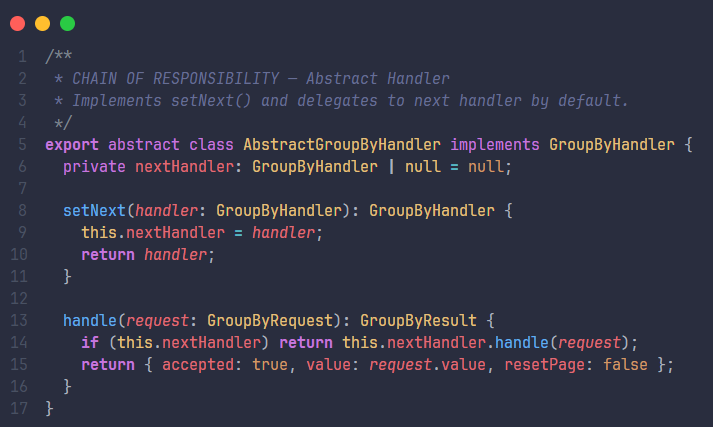 1 /**
2  * CHAIN OF RESPONSIBILITY — Abstract Handler
3  * Implements setNext() and delegates to next handler by default.
4  */
5 export abstract class AbstractGroupByHandler implements GroupByHandler {
6   private nextHandler: GroupByHandler | null = null;
7
8   setNext(handler: GroupByHandler): GroupByHandler {
9     this.nextHandler = handler;
10     return handler;
11   }
12
13   handle(request: GroupByRequest): GroupByResult {
14     if (this.nextHandler) return this.nextHandler.handle(request);
15     return { accepted: true, value: request.value, resetPage: false };
16   }
17 }